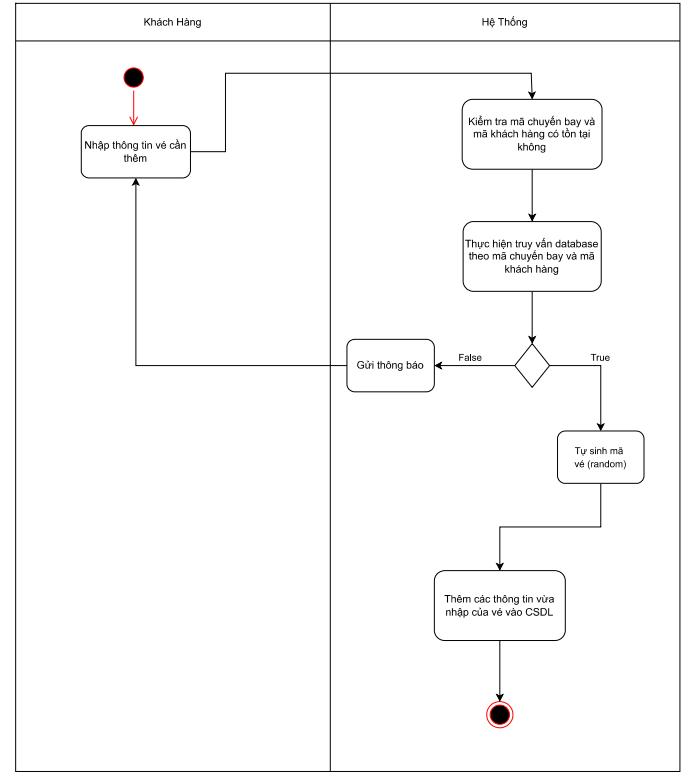 Khách Hàng
Hệ Thống
Nhập thông tin vé cần
thêm
Kiểm tra mã chuyến bay và
mã khách hàng có tồn tại
không
Thực hiện truy vấn database
theo mã chuyến bay và mã
khách hàng
Gửi thông báo
False
True
Tự sinh mã
vé (random)
Thêm các thông tin vừa
nhập của vé vào CSDL